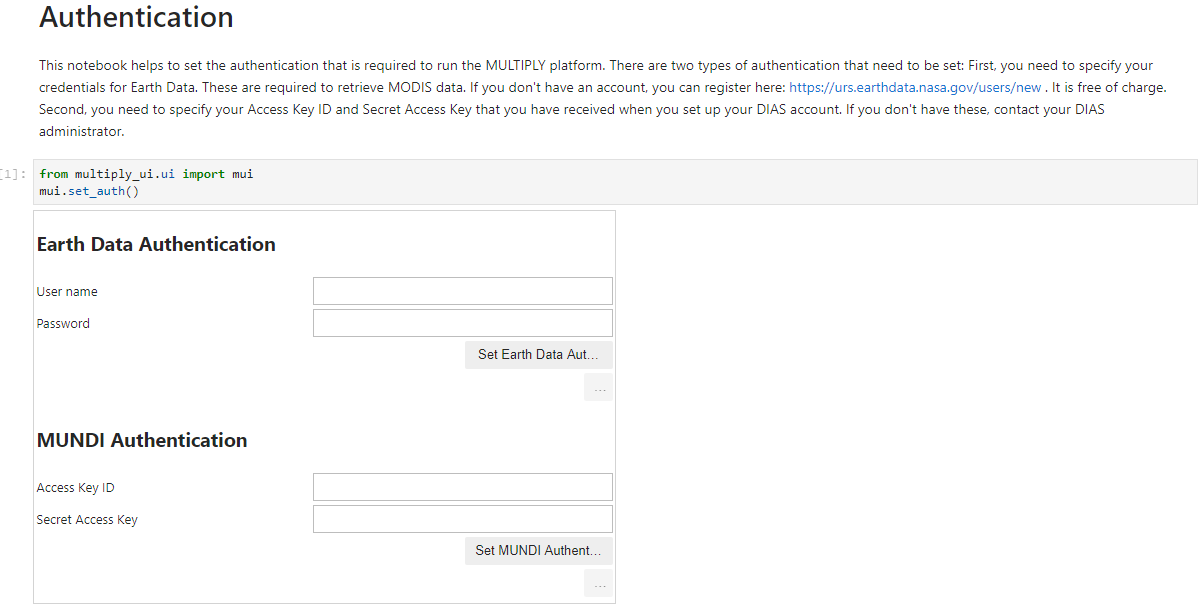 Authentication
This notebook helps to set the authentication that is required to run the MULTIPLY platform. There are two types of authentication that need to be set: First, you need to specify your
credentials for Earth Data. These are required to retrieve MODIS data. If you don't have an account, you can register here: https://urs.earthdata.nasa.gov/users/new . It is free of charge.
Second, you need to specify your Access Key ID and Secret Access Key that you have received when you set up your DIAS account. If you don't have these, contact your DIAS
administrator.
[1]: from multiply_ui.ui import mui
mui.set_auth()
Earth Data Authentication
User name
Password
Set Earth Data Aut...
...
MUNDI Authentication
Access Key ID
Secret Access Key
Set MUNDI Authent...
...